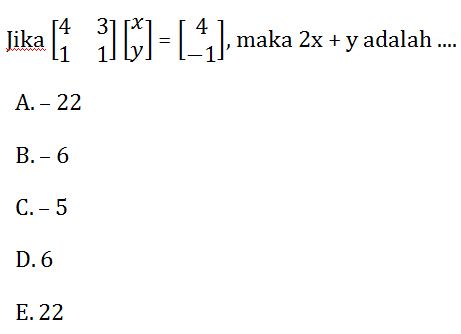 Jika [4 3 1 1] [x y] = [4 −1], maka 2x + y adalah ....
A. – 22
B. – 6
C. – 5
D. 6
E. 22